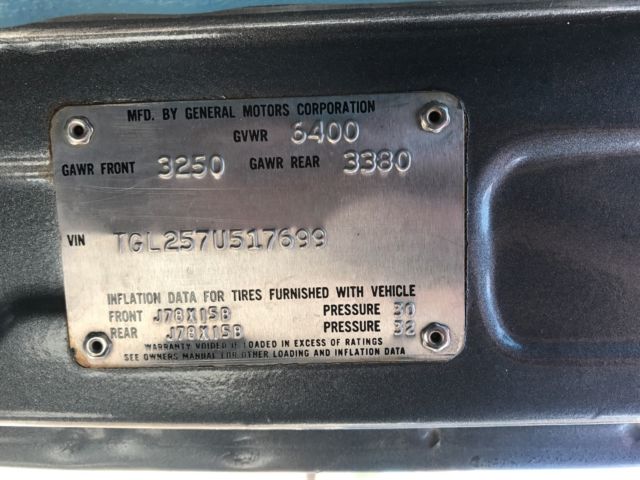 MFD. BY GENERAL MOTORS CORPORATION
GVWR 6400
GAWR FRONT 3250 GAWR REAR 3380
VIN TGL257U517699
INFLATION DATA FOR TIRES FURNISHED WITH VEHICLE
FRONT J78X15B PRESSURE 30
REAR J78X15B PRESSURE 32
WARRANTY VOIDED IF LOADED IN EXCESS OF RATINGS
SEE OWNERS MANUAL FOR OTHER LOADING AND INFLATION DATA